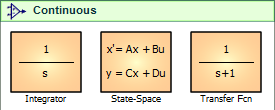 Continuous
1
s
Integrator
x'= Ax + Bu
y = Cx + Du
State-Space
1
s+1
Transfer Fcn